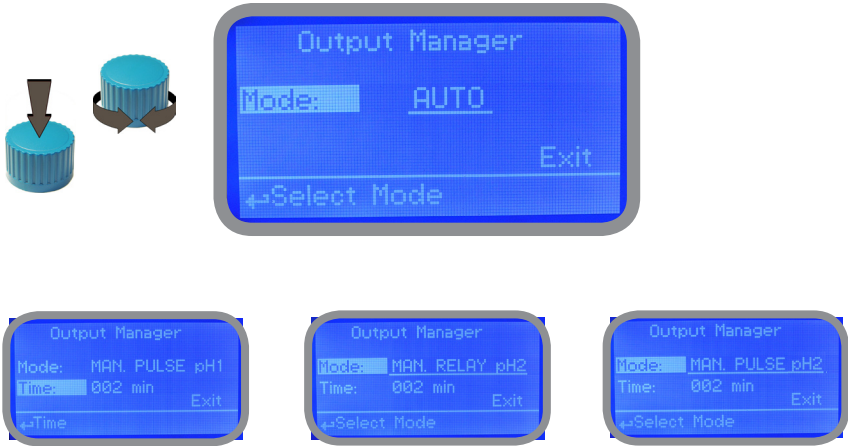 Output Manager
Mode: AUTO
Exit
↵Select Mode
Output Manager
Mode: MAN. PULSE pH1
Time: 002 min
Exit
↵Time
Output Manager
Mode: MAN. RELAY pH2
Time: 002 min
Exit
↵Select Mode
Output Manager
Mode: MAN. PULSE pH2
Time: 002 min
Exit
↵Select Mode